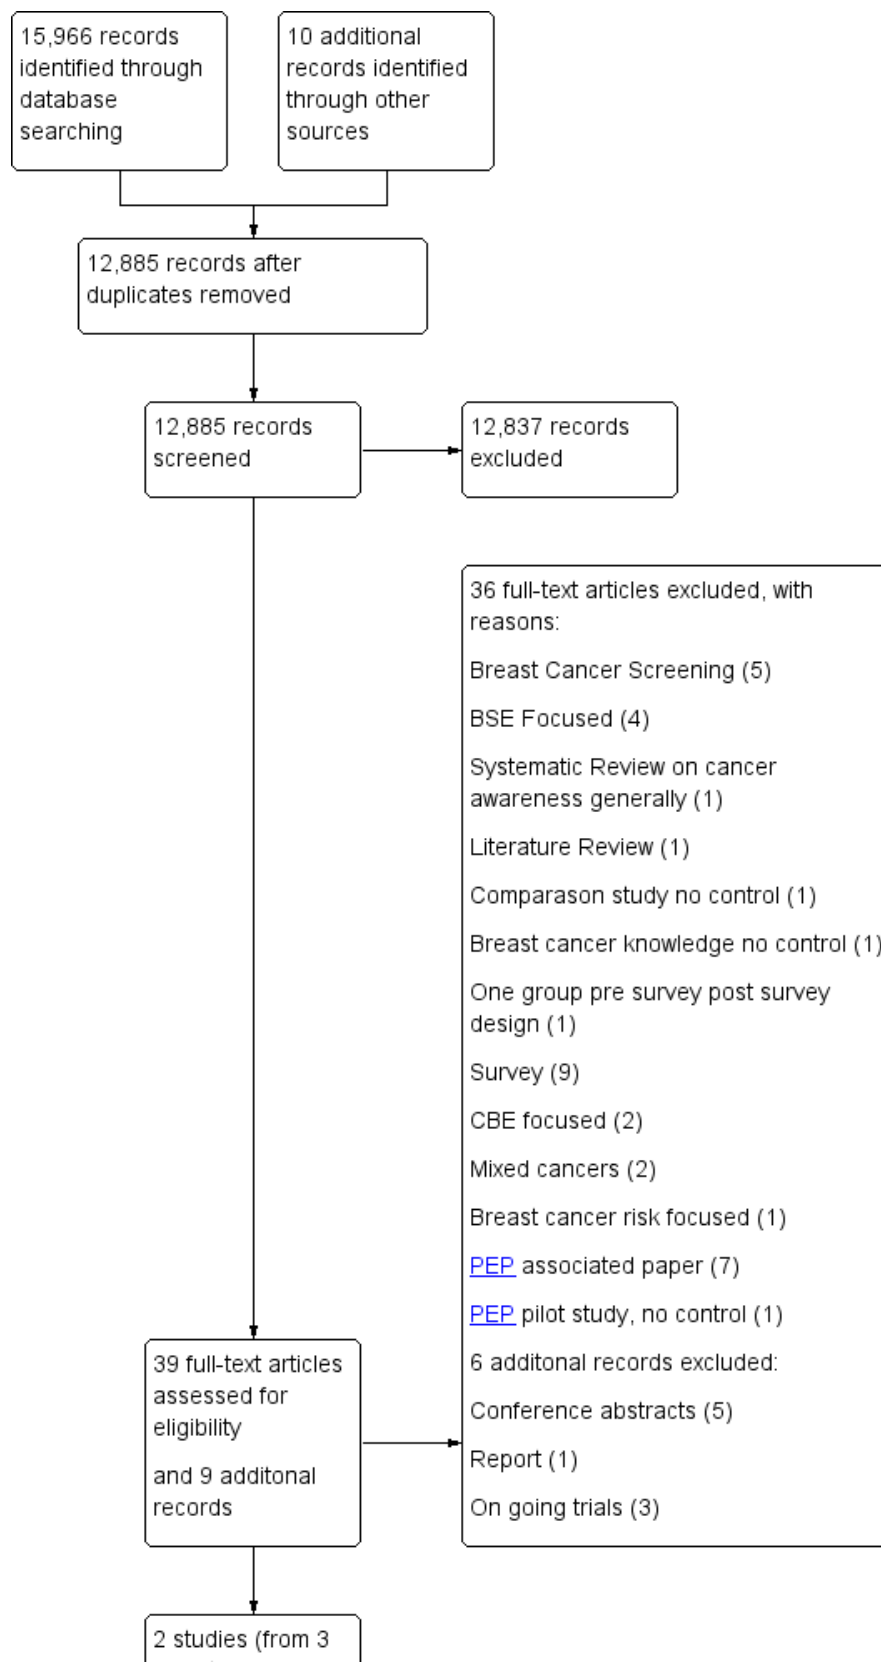 15,966 records
identified through
database
searching
10 additional
records identified
through other
sources
12,885 records after
duplicates removed
12,885 records
screened
12,837 records
excluded
36 full-text articles excluded, with
reasons:
Breast Cancer Screening (5)
BSE Focused (4)
Systematic Review on cancer
awareness generally (1)
Literature Review (1)
Comparason study no control (1)
Breast cancer knowledge no control (1)
One group pre survey post survey
design (1)
Survey (9)
CBE focused (2)
Mixed cancers (2)
Breast cancer risk focused (1)
PEP associated paper (7)
PEP pilot study, no control (1)
6 additonal records excluded:
Conference abstracts (5)
Report (1)
On going trials (3)
39 full-text articles
assessed for
eligibility
and 9 additonal
records
2 studies (from 3